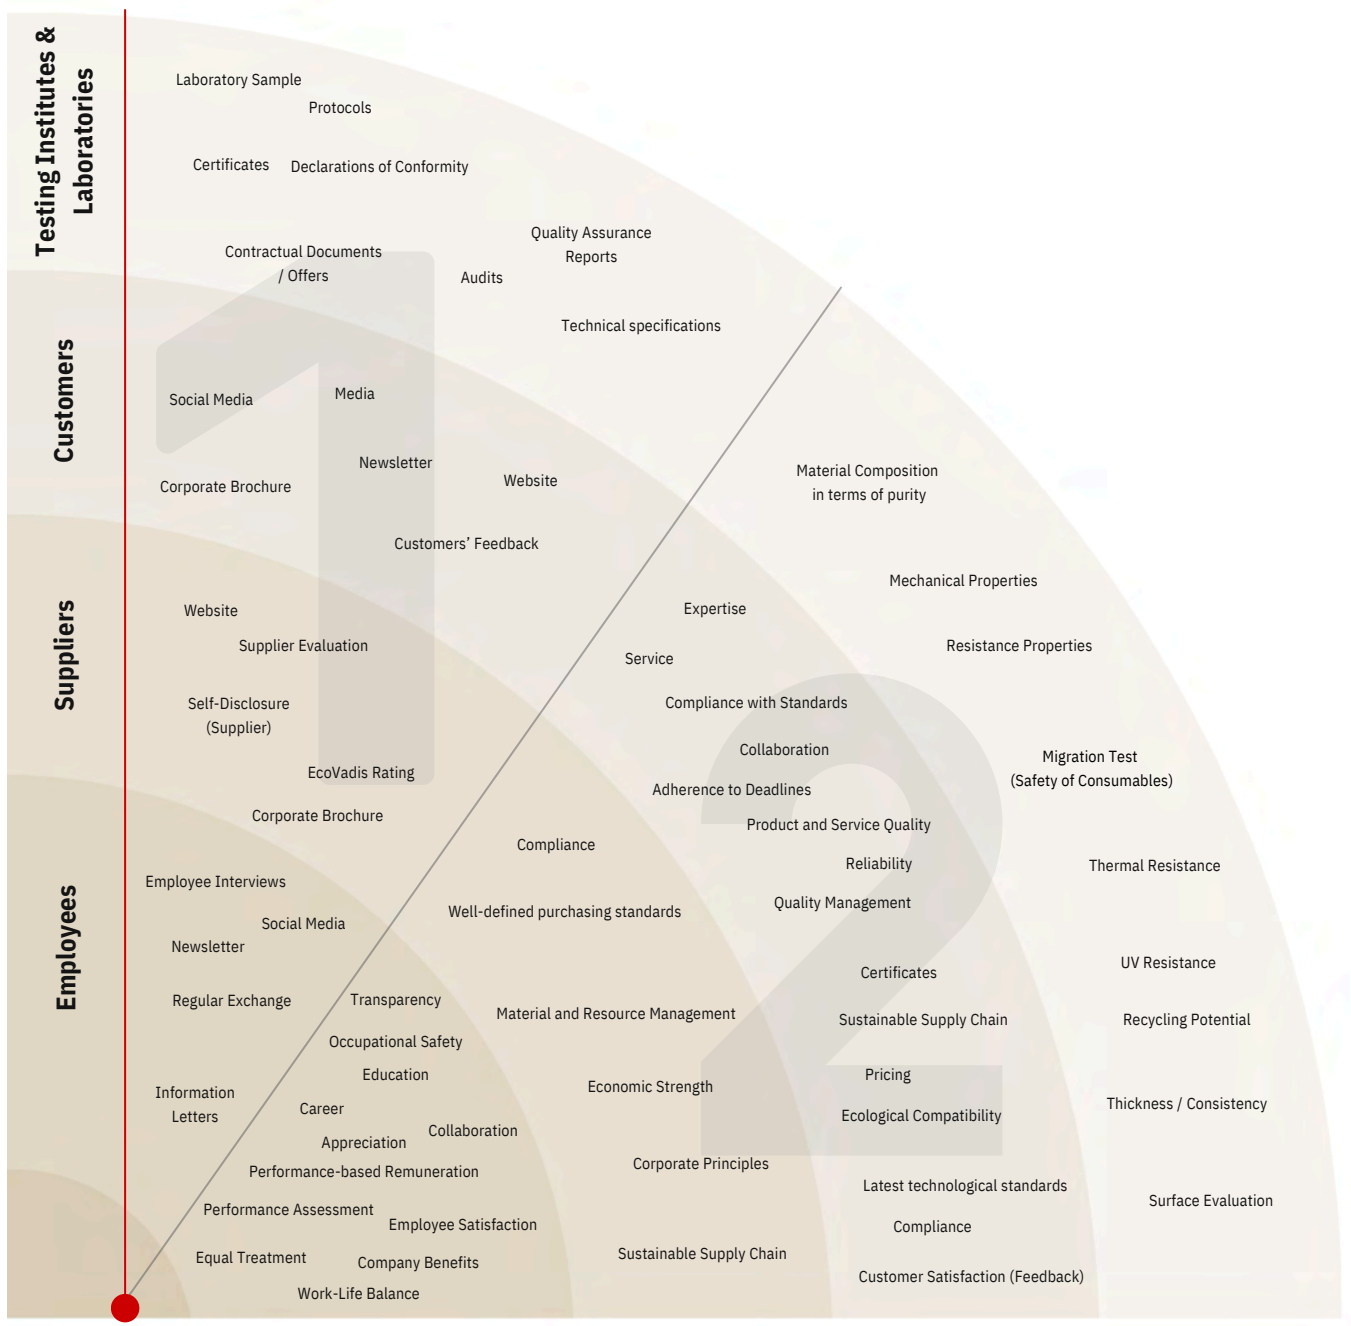 Testing Institutes &
Laboratories
Laboratory Sample
Protocols
Certificates
Declarations of Conformity
Quality Assurance
Reports
Contractual Documents
/ Offers
Audits
Technical specifications
Material Composition
in terms of purity
Mechanical Properties
Resistance Properties
Migration Test
(Safety of Consumables)
Thermal Resistance
UV Resistance
Recycling Potential
Thickness / Consistency
Surface Evaluation
Customers
Social Media
Media
Newsletter
Website
Corporate Brochure
Customers’ Feedback
Expertise
Service
Compliance with Standards
Collaboration
Adherence to Deadlines
Product and Service Quality
Reliability
Quality Management
Certificates
Sustainable Supply Chain
Pricing
Ecological Compatibility
Latest technological standards
Compliance
Customer Satisfaction (Feedback)
Suppliers
Website
Supplier Evaluation
Self-Disclosure
(Supplier)
EcoVadis Rating
Corporate Brochure
Compliance
Well-defined purchasing standards
Material and Resource Management
Economic Strength
Corporate Principles
Sustainable Supply Chain
Employees
Employee Interviews
Social Media
Newsletter
Regular Exchange
Information
Letters
Transparency
Occupational Safety
Education
Career
Collaboration
Appreciation
Performance-based Remuneration
Performance Assessment
Employee Satisfaction
Equal Treatment
Company Benefits
Work-Life Balance
1
2